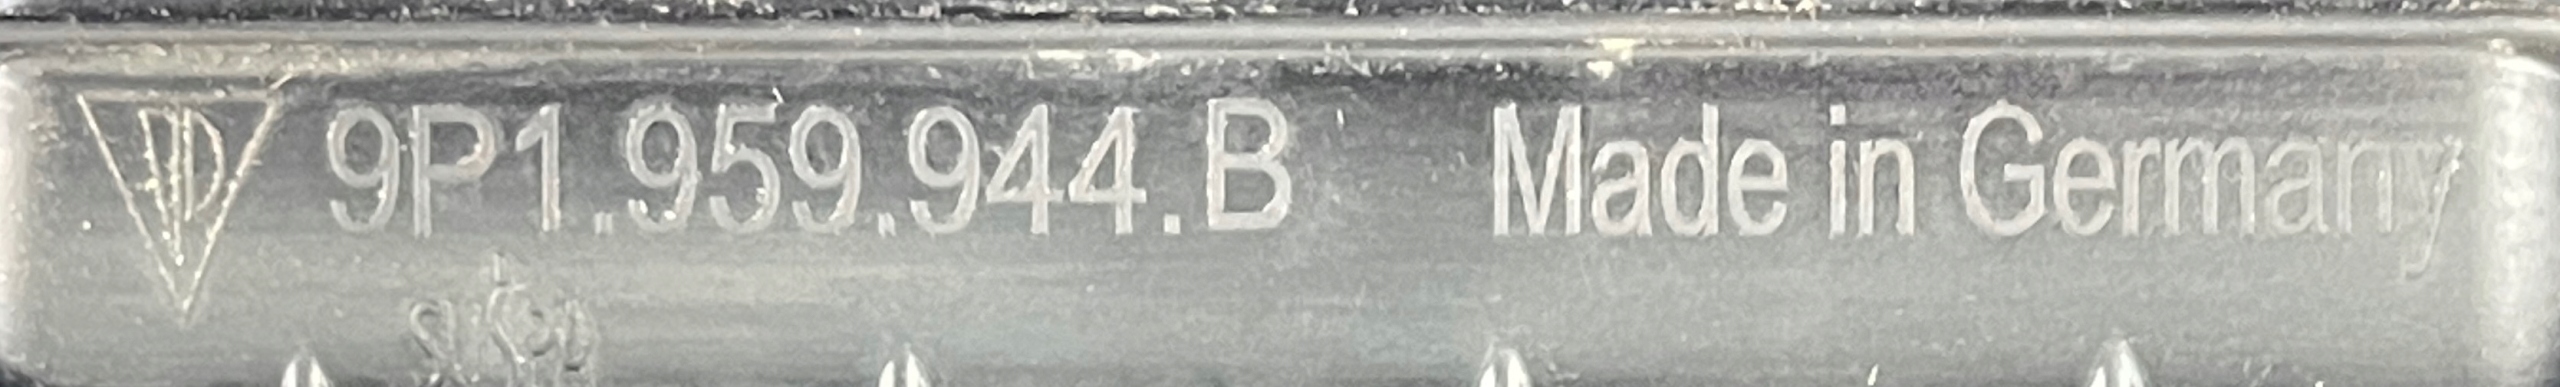 9P1.959.944.B Made in Germany